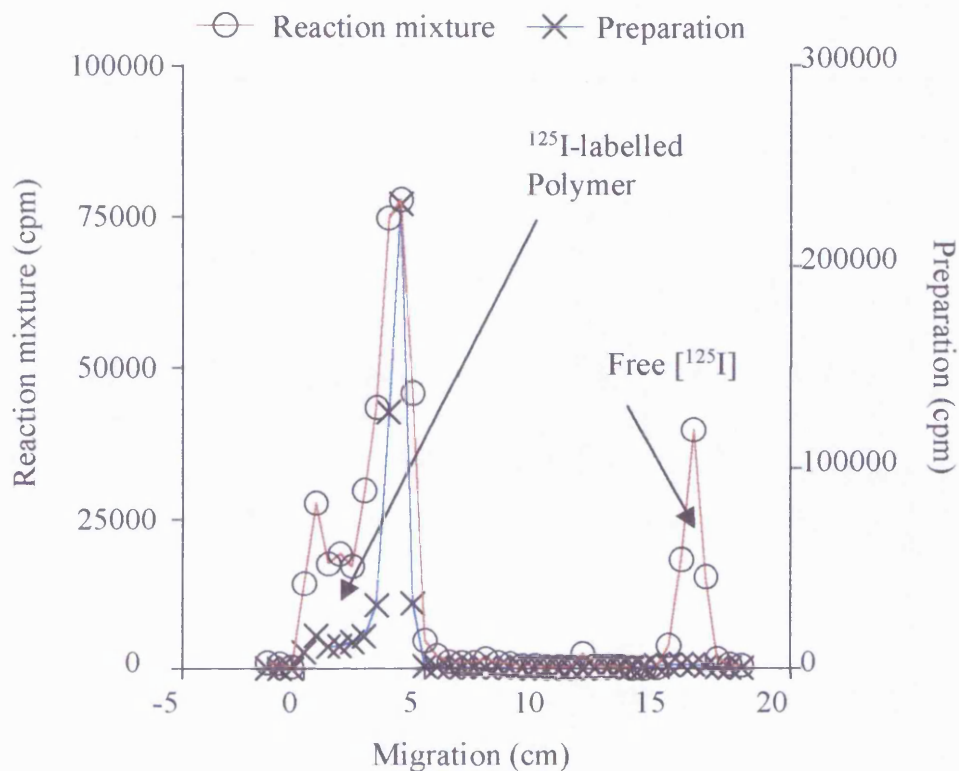 Reaction mixture
Preparation
100000
75000
50000
25000
0
300000
200000
100000
0
Reaction mixture (cpm)
Preparation (cpm)
¹²⁵I-labelled
Polymer
Free [¹²⁵I]
-5
0
5
10
15
20
Migration (cm)